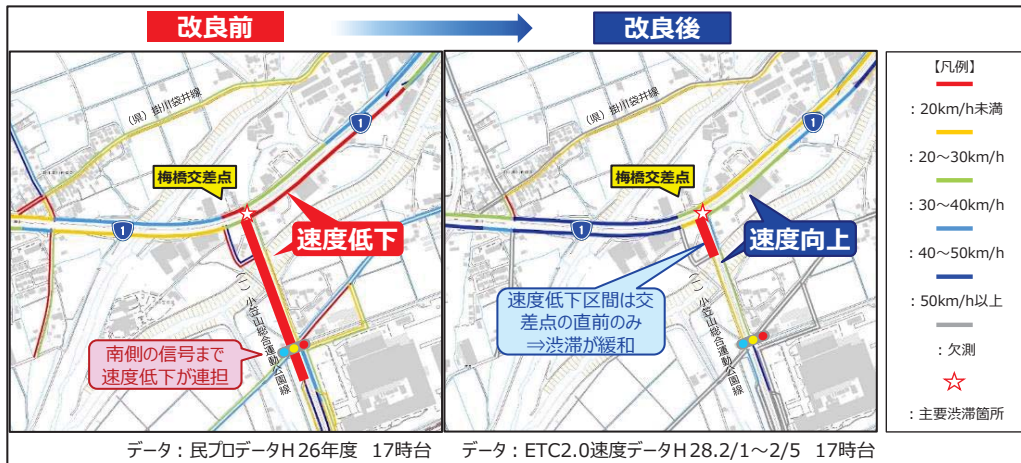 改良前
改良後
(県)掛川袋井線
1
梅橋交差点
1
速度低下
(一)小笠山総合運動公園線
南側の信号まで
速度低下が連担
データ：民プロデータH26年度 17時台
(県)掛川袋井線
1
梅橋交差点
1
速度向上
速度低下区間は交
差点の直前のみ
⇒渋滞が緩和
(一)小笠山総合運動公園線
データ：ETC2.0速度データH28.2/1～2/5 17時台
【凡例】
：20km/h未満
：20～30km/h
：30～40km/h
：40～50km/h
：50km/h以上
：欠測
：主要渋滞箇所